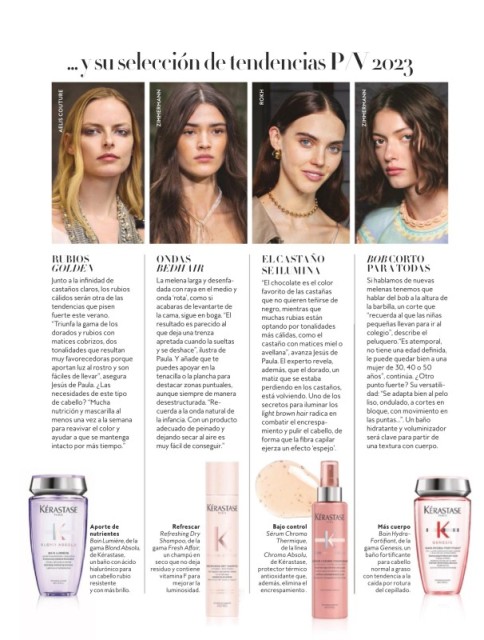 ...y su selección de tendencias P/V 2023
AELIS COUTURE
ZIMMERMANN
ROKH
ZIMMERMANN
RUBIOS
GOLDEN
Junto a la infinidad de
castaños claros, los rubios
cálidos serán otra de las
tendencias que pisen
fuerte este verano.
"Triunfa la gama de los
dorados y rubios con
matices cobrizos, dos
tonalidades que resultan
muy favorecedoras porque
aportan luz al rostro y son
fáciles de llevar", asegura
Jesús de Paula. ¿Las
necesidades de este tipo
de cabello? "Mucha
nutrición y mascarilla al
menos una vez a la semana
para reavivar el color y
ayudar a que se mantenga
intacto por más tiempo."
ONDAS
BEDHAIR
La melena larga y desenfa-
dada con raya en el medio y
onda 'rota', como si
acabaras de levantarte de
la cama, sigue en boga. "El
resultado es parecido al
que deja una trenza
apretada cuando la sueltas
y se deshace", ilustra de
Paula. Y añade que te
puedes apoyar en la
tenacilla o la plancha para
destacar zonas puntuales,
aunque siempre de manera
desestructurada. "Re-
cuerda a la onda natural de
la infancia. Con un producto
adecuado de peinado y
dejando secar al aire es
muy fácil de conseguir."
EL CASTAÑO
SE ILUMINA
"El chocolate es el color
favorito de las castañas
que no quieren teñirse de
negro, mientras que
muchas rubias están
optando por tonalidades
más cálidas, como el
castaño con matices miel o
avellana", avanza Jesús de
Paula. El experto revela,
además, que el dorado, un
matiz que se estaba
perdiendo en los castaños,
está volviendo. Uno de los
secretos para iluminar los
light brown hair radica en
combatir el encrespa-
miento y pulir el cabello, de
forma que la fibra capilar
ejerza un efecto 'espejo'.
BOB CORTO
PARA TODAS
Si hablamos de nuevas
melenas tenemos que
hablar del bob a la altura de
la barbilla, un corte que
"recuerda al que las niñas
pequeñas llevan para ir al
colegio", describe el
peluquero. "Es atemporal,
no tiene una edad definida,
le puede quedar bien a una
mujer de 30, 40 o 50
años", continúa. ¿Otro
punto fuerte? Su versatili-
dad: "Se adapta bien al pelo
liso, ondulado, a cortes en
bloque, con movimiento en
las puntas...". Un baño
hidratante y voluminizador
será clave para partir de
una textura con cuerpo.
KÉRASTASE
Aporte de
nutrientes
Bain Lumière, de la
gama Blond Absolu,
de Kérastase,
un baño con ácido
hialurónico para
un cabello rubio
resistente
y con más brillo.
Refrescar
Refreshing Dry
Shampoo, de la
gama Fresh Affair,
un champú en
seco que no deja
residuo y contiene
vitamina F para
mejorar la
luminosidad.
KÉRASTASE
Bajo control
Sérum Chroma
Thermique,
de la línea
Chroma Absolu,
de Kérastase,
protector térmico
antioxidante que,
además, elimina el
encrespamiento.
KÉRASTASE
Más cuerpo
Bain Hydra-
Fortifiant, de la
gama Genesis, un
baño fortificante
para cabello
normal a graso
con tendencia a la
caída por rotura
del cepillado.
KÉRASTASE